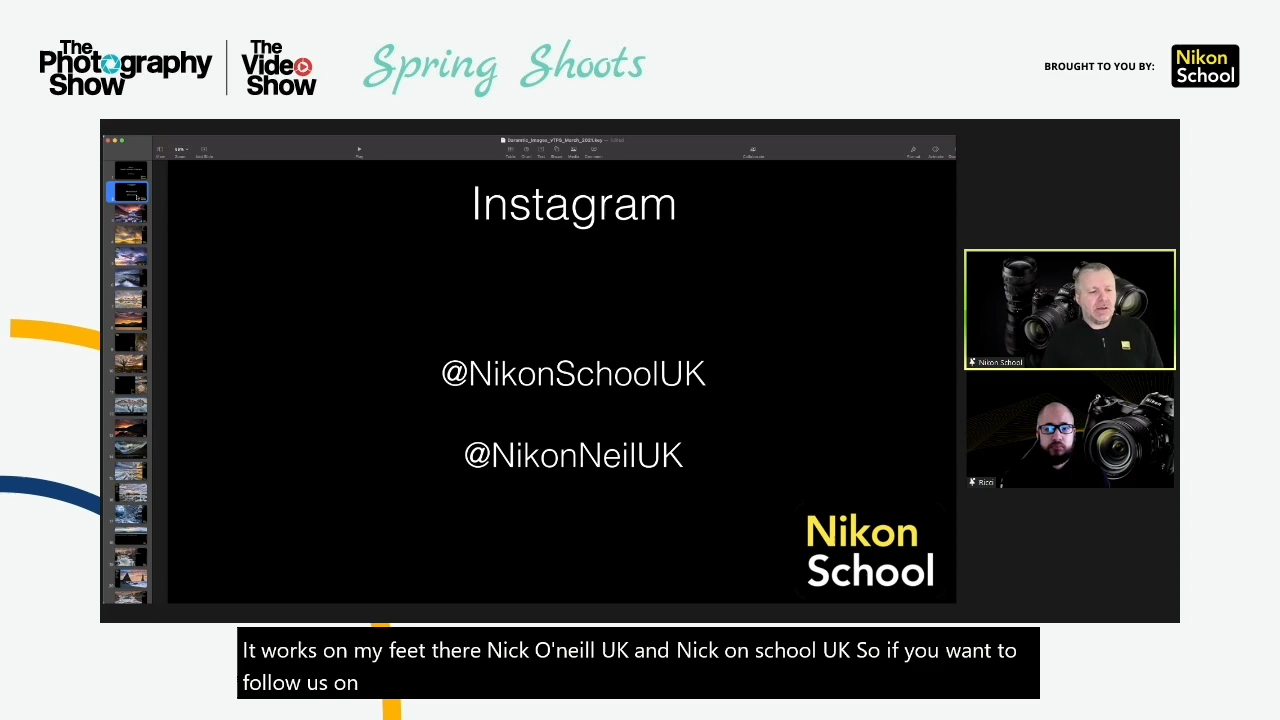 The Photography Show
The Video Show
Spring Shoots
BROUGHT TO YOU BY:
Nikon School
Instagram
@NikonSchoolUK
@NikonNeilUK
Nikon
School
Nikon School
Nikon
Ricci
It works on my feet there Nick O'neill UK and Nick on school UK So if you want to
follow us on